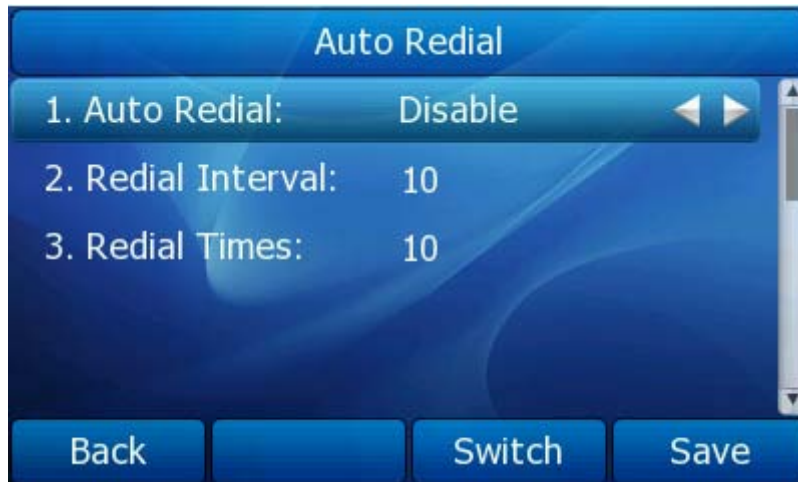 Auto Redial
1. Auto Redial: Disable
2. Redial Interval: 10
3. Redial Times: 10
Back Switch Save